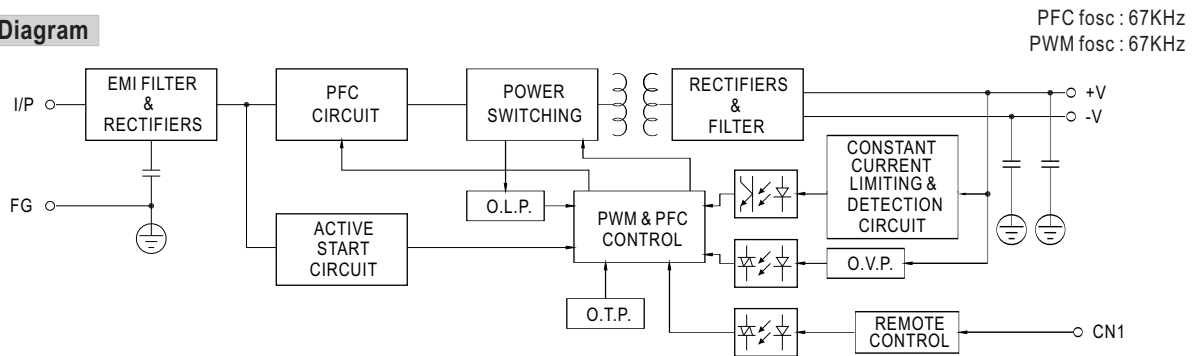 Diagram
PFC fosc : 67KHz
PWM fosc : 67KHz
I/P
EMI FILTER
&
RECTIFIERS
PFC
CIRCUIT
POWER
SWITCHING
RECTIFIERS
&
FILTER
+V
-V
CONSTANT
CURRENT
LIMITING &
DETECTION
CIRCUIT
FG
O.L.P.
PWM & PFC
CONTROL
ACTIVE
START
CIRCUIT
O.V.P.
O.T.P.
REMOTE
CONTROL
CN1